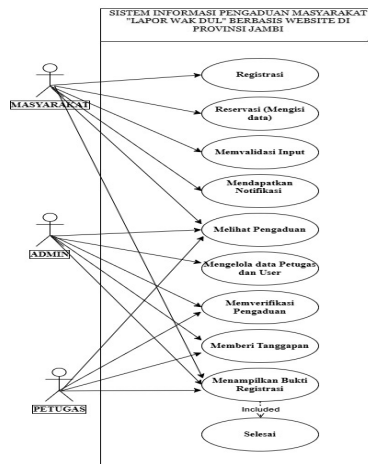 SISTEM INFORMASI PENGADUAN MASYARAKAT
"LAPOR WAK DUL" BERBASIS WEBSITE DI
PROVINSI JAMBI
Registrasi
MASYARAKAT
Reservasi (Mengisi
data)
Memvalidasi Input
Mendapatkan
Notifikasi
Melihat Pengaduan
ADMIN
Mengelola data Petugas
dan User
Memverifikasi
Pengaduan
Memberi Tanggapan
Menampilkan Bukti
Registrasi
PETUGAS
Included
Selesai